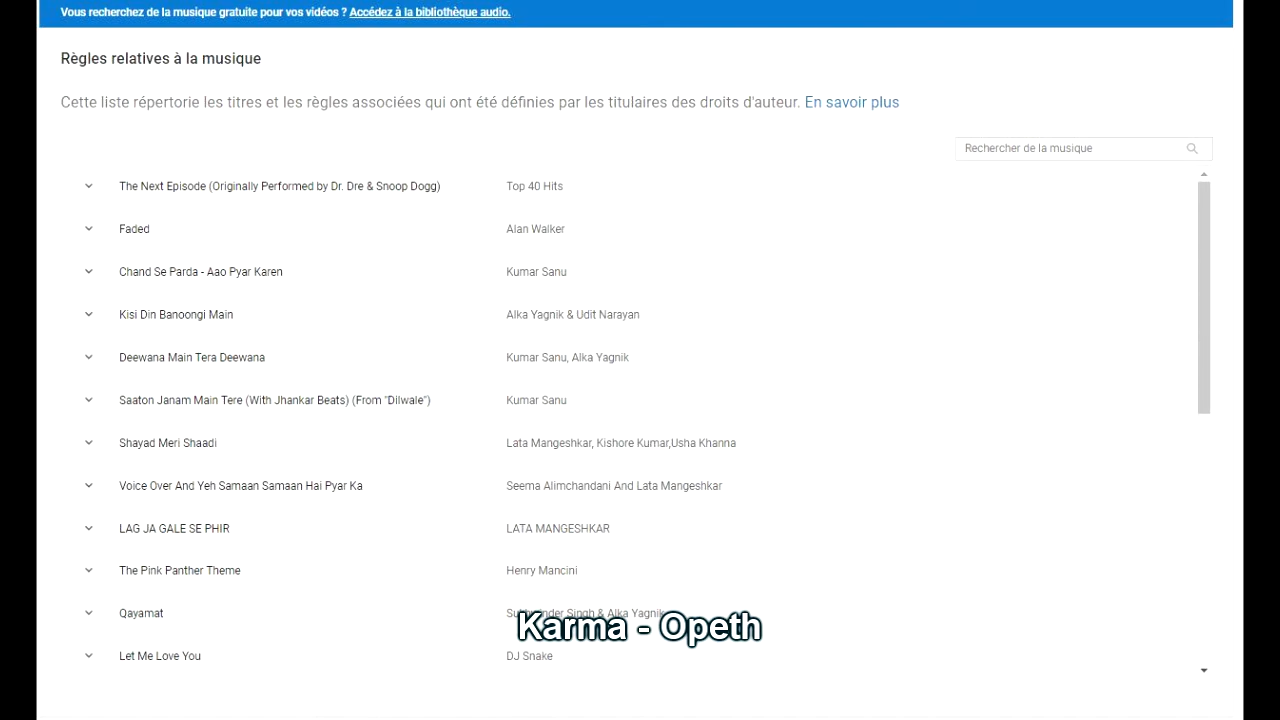 Vous recherchez de la musique gratuite pour vos vidéos ? Accédez à la bibliothèque audio.
Règles relatives à la musique
Cette liste répertorie les titres et les règles associées qui ont été définies par les titulaires des droits d'auteur. En savoir plus
Rechercher de la musique
The Next Episode (Originally Performed by Dr. Dre & Snoop Dogg) Top 40 Hits
Faded Alan Walker
Chand Se Parda - Aao Pyar Karen Kumar Sanu
Kisi Din Banoongi Main Alka Yagnik & Udit Narayan
Deewana Main Tera Deewana Kumar Sanu, Alka Yagnik
Saaton Janam Main Tere (With Jhankar Beats) (From "Dilwale") Kumar Sanu
Shayad Meri Shaadi Lata Mangeshkar, Kishore Kumar,Usha Khanna
Voice Over And Yeh Samaan Samaan Hai Pyar Ka Seema Alimchandani And Lata Mangeshkar
LAG JA GALE SE PHIR LATA MANGESHKAR
The Pink Panther Theme Henry Mancini
Qayamat Singh & Alka Yagnik
Karma - Opeth
Let Me Love You DJ Snake